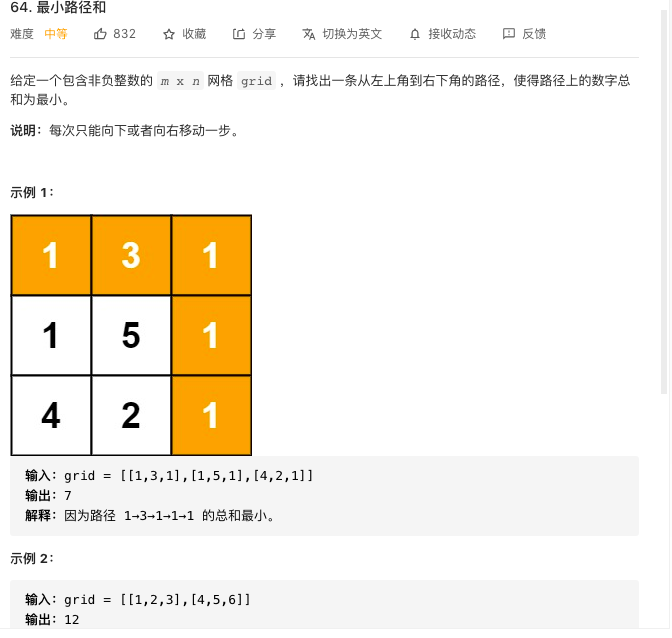 64. 最小路径和
难度 中等 832 收藏 分享 切换为英文 接收动态 反馈
给定一个包含非负整数的 m x n 网格 grid ，请找出一条从左上角到右下角的路径，使得路径上的数字总
和为最小。
说明：每次只能向下或者向右移动一步。
示例 1：
1 3 1
1 5 1
4 2 1
输入：grid = [[1,3,1],[1,5,1],[4,2,1]]
输出：7
解释：因为路径 1→3→1→1→1 的总和最小。
示例 2：
输入：grid = [[1,2,3],[4,5,6]]
输出：12